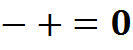 − + = 0